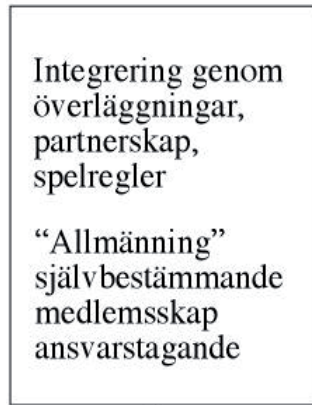 Integrering genom
överläggningar,
partnerskap,
spelregler
“Allmänning”
självbestämmande
medlemsskap
ansvarstagande